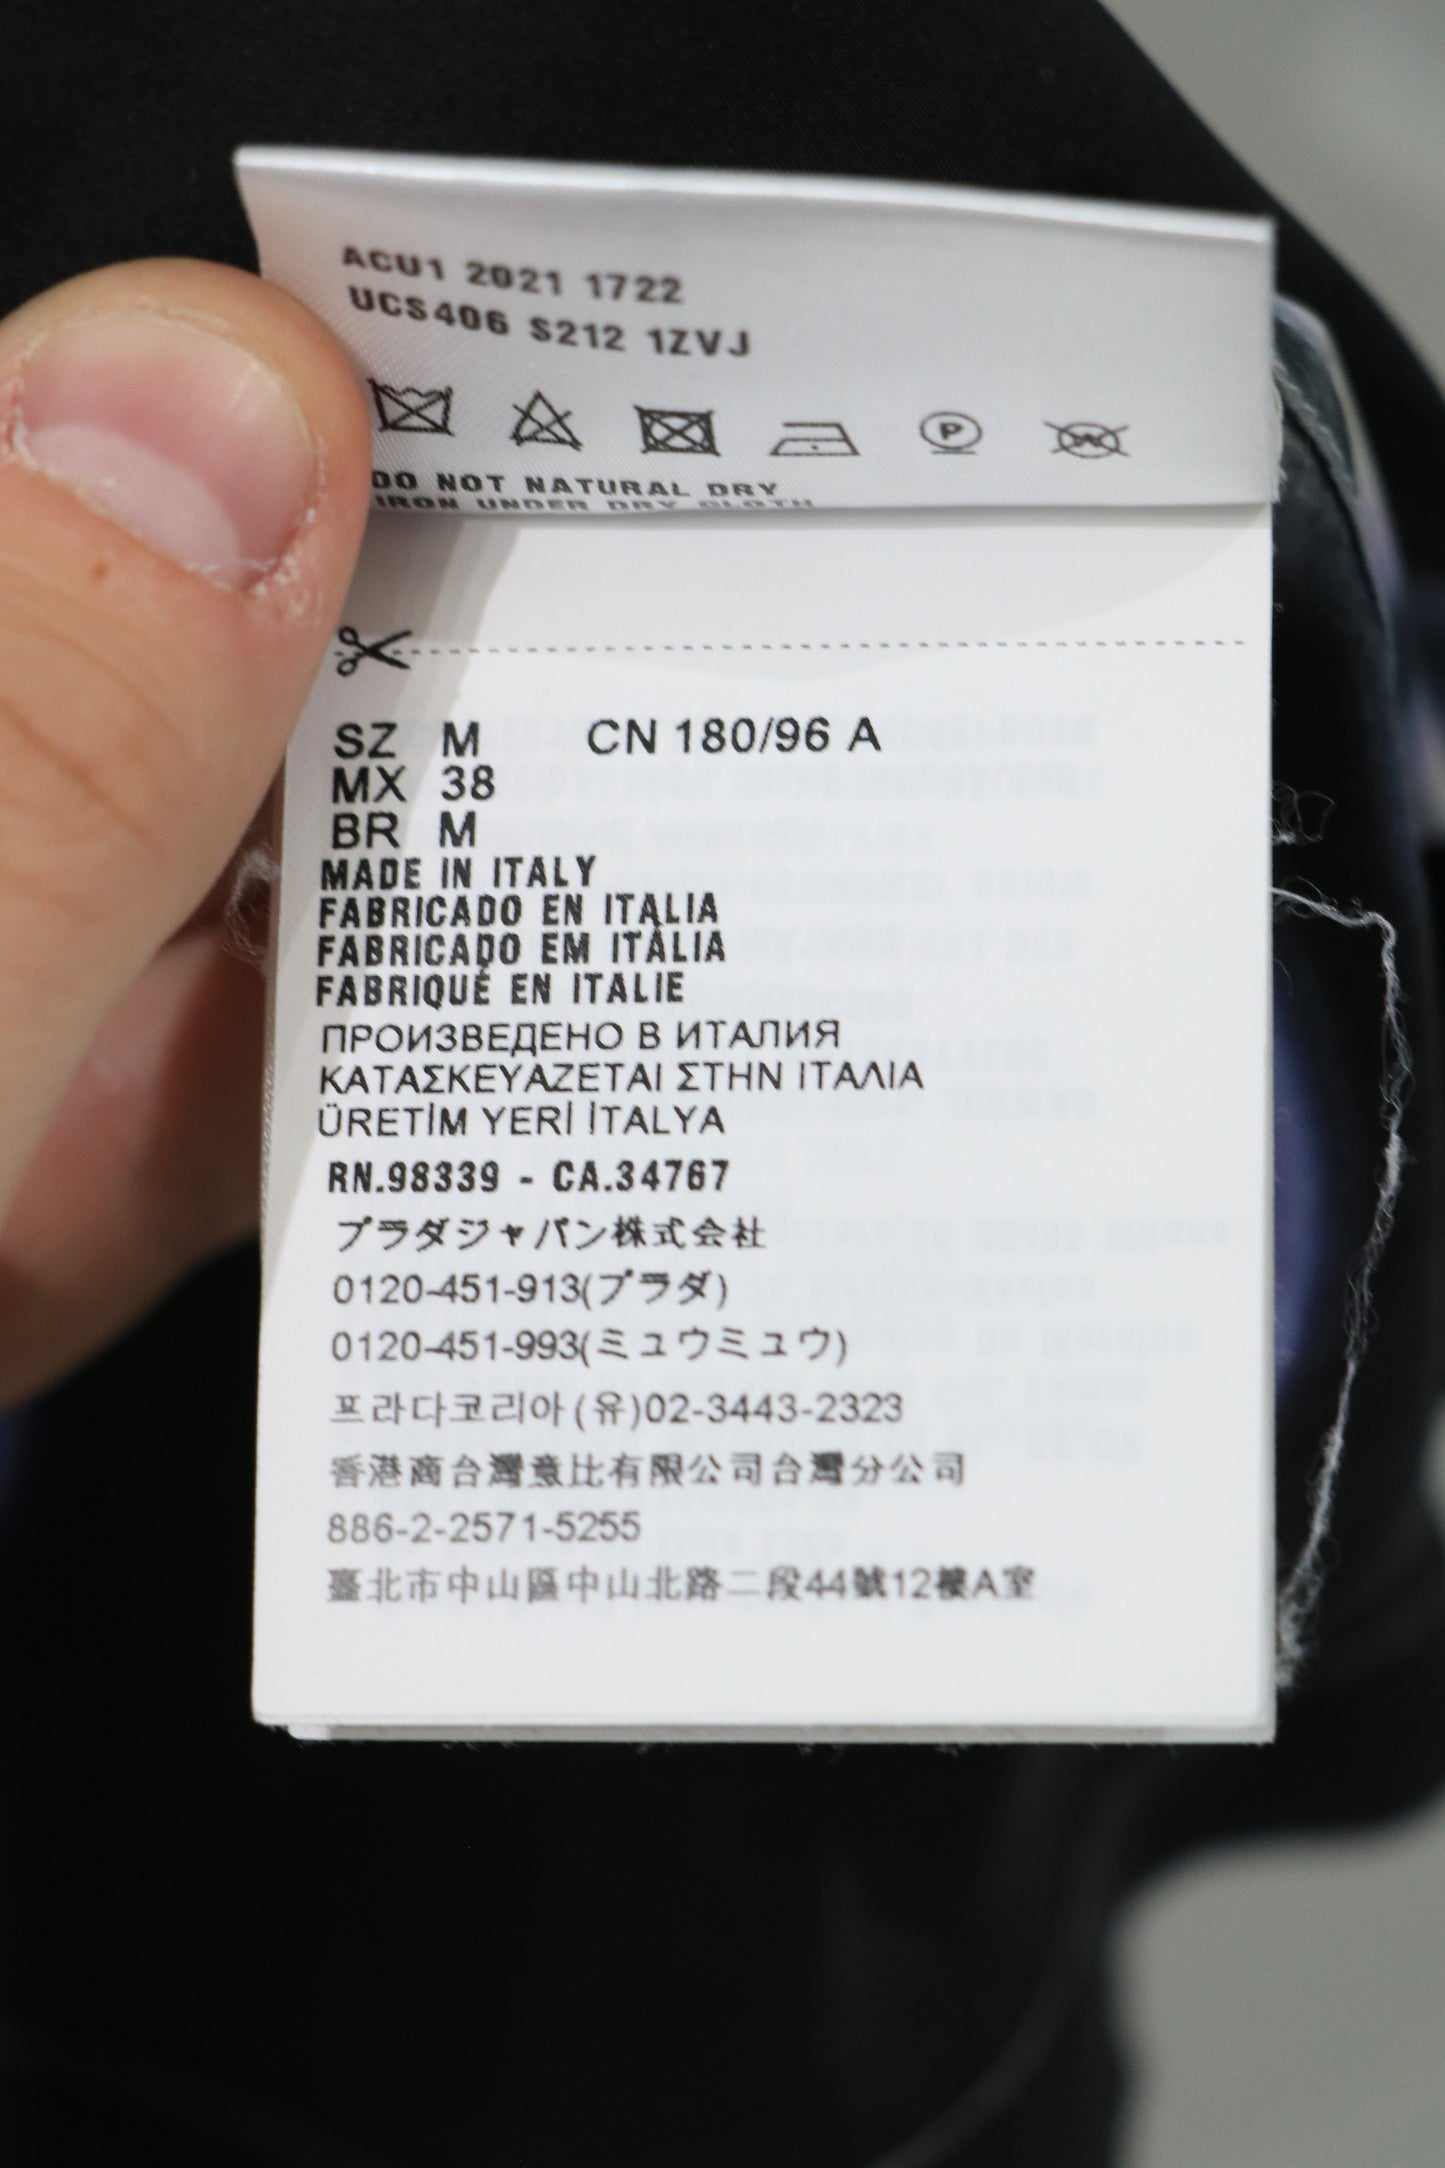 ACU1 2021 1722
UCS406 S212 1ZVJ
P
W
DO NOT NATURAL DRY
IRON UNDER DRY CLOTH
SZ M CN 180/96 A
MX 38
BR M
MADE IN ITALY
FABRICADO EN ITALIA
FABRICADO EM ITÁLIA
FABRIQUÉ EN ITALIE
ПРОИЗВЕДЕНО В ИТАЛИЯ
ΚΑΤΑΣΚΕΥΑΖΕΤΑΙ ΣΤΗΝ ΙΤΑΛΙΑ
ÜRETİM YERİ İTALYA
RN.98339 - CA.34767
プラダジャパン株式会社
0120-451-913(プラダ)
0120-451-993(ミュウミュウ)
프라다코리아(유)02-3443-2323
香港商台灣意比有限公司台灣分公司
886-2-2571-5255
臺北市中山區中山北路二段44號12樓A室